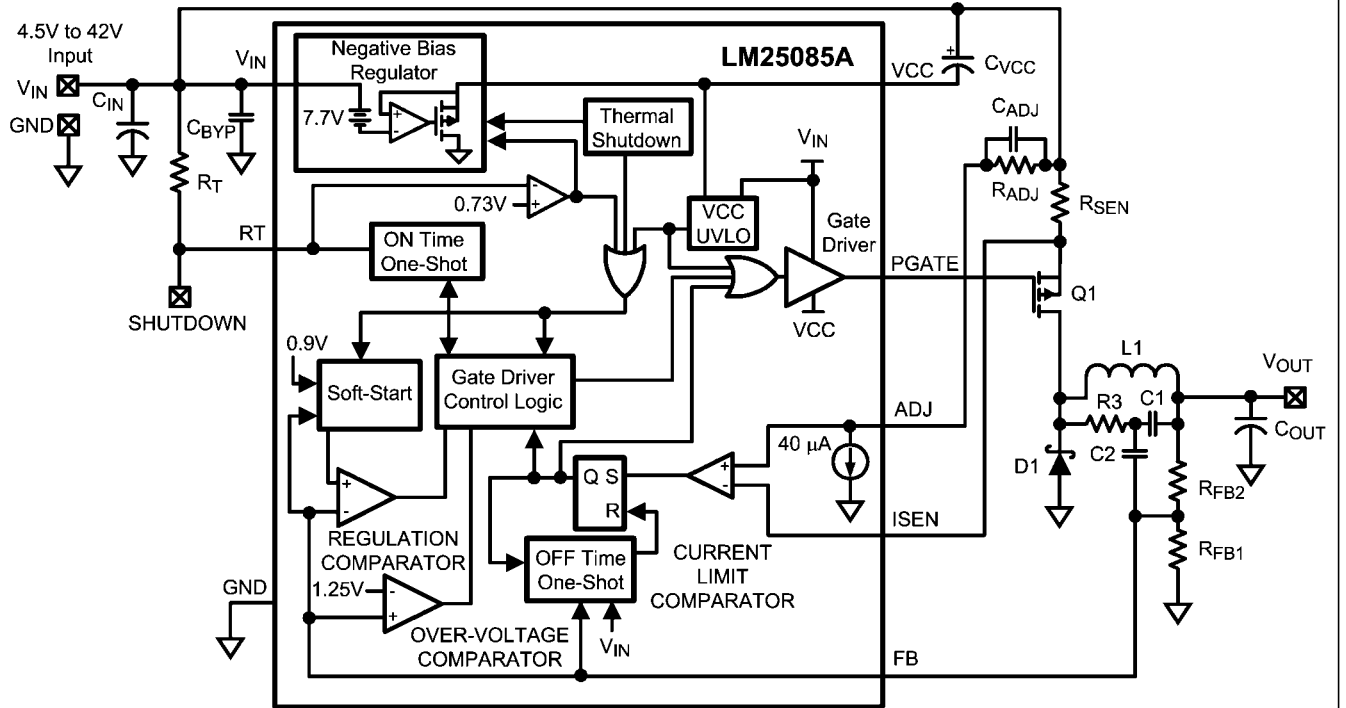 4.5V to 42V
Input
VIN
GND
CIN
CBYP
VIN
RT
RT
SHUTDOWN
Negative Bias
Regulator
7.7V
LM25085A
Thermal
Shutdown
0.73V
ON Time
One-Shot
VCC
UVLO
VIN
Gate
Driver
VCC
VCC
CVCC
CADJ
RADJ
RSEN
PGATE
Q1
0.9V
Soft-Start
Gate Driver
Control Logic
L1
VOUT
R3
C1
C2
COUT
D1
RFB2
RFB1
ADJ
40 µA
ISEN
Q S
R
REGULATION
COMPARATOR
OFF Time
One-Shot
CURRENT
LIMIT
COMPARATOR
GND
1.25V
OVER-VOLTAGE
COMPARATOR
VIN
FB